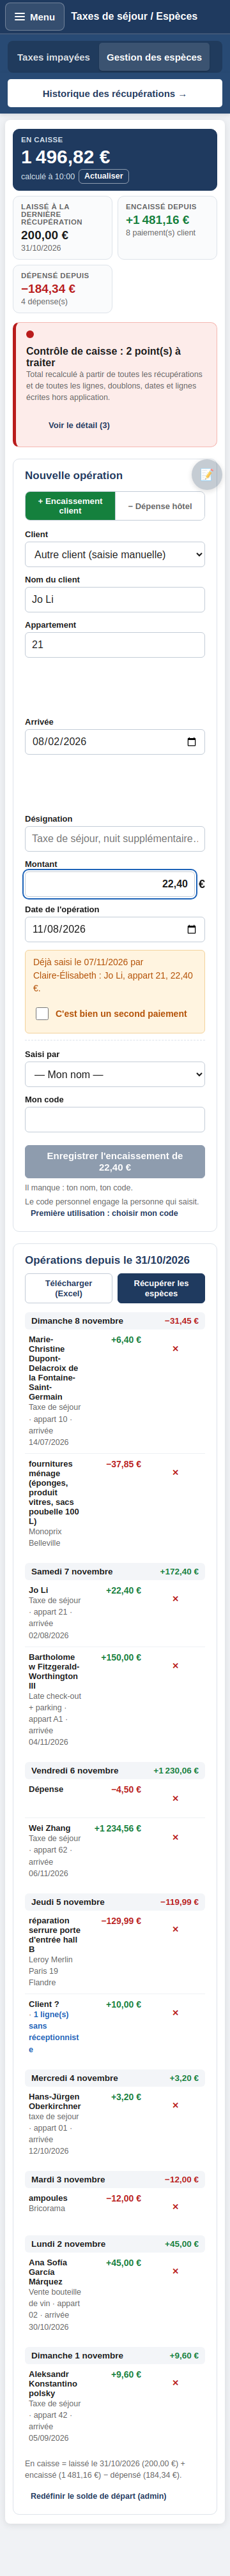 Menu
Taxes de séjour / Espèces
Taxes impayées
Gestion des espèces
Historique des récupérations →
EN CAISSE
1 496,82 €
calculé à 10:00
Actualiser
LAISSÉ À LA
DERNIÈRE
RÉCUPÉRATION
200,00 €
31/10/2026
ENCAISSÉ DEPUIS
+1 481,16 €
8 paiement(s) client
DÉPENSÉ DEPUIS
−184,34 €
4 dépense(s)
Contrôle de caisse : 2 point(s) à
traiter
Total recalculé à partir de toutes les récupérations
et de toutes les lignes, doublons, dates et lignes
écrites hors application.
Voir le détail (3)
Nouvelle opération
+ Encaissement
client
− Dépense hôtel
Client
Autre client (saisie manuelle)
Nom du client
Jo Li
Appartement
21
Arrivée
08/02/2026
Désignation
Taxe de séjour, nuit supplémentaire…
Montant
22,40 €
Date de l'opération
11/08/2026
Déjà saisi le 07/11/2026 par
Claire-Élisabeth : Jo Li, appart 21, 22,40
€.
C'est bien un second paiement
Saisi par
— Mon nom —
Mon code
Enregistrer l'encaissement de
22,40 €
Il manque : ton nom, ton code.
Le code personnel engage la personne qui saisit.
Première utilisation : choisir mon code
Opérations depuis le 31/10/2026
Télécharger
(Excel)
Récupérer les
espèces
Dimanche 8 novembre −31,45 €
Marie-
Christine
Dupont-
Delacroix de
la Fontaine-
Saint-
Germain
+6,40 €
×
Taxe de séjour
· appart 10 ·
arrivée
14/07/2026
fournitures
ménage
(éponges,
produit
vitres, sacs
poubelle 100
L)
−37,85 €
×
Monoprix
Belleville
Samedi 7 novembre +172,40 €
Jo Li
+22,40 €
×
Taxe de séjour
· appart 21 ·
arrivée
02/08/2026
Bartholome
w Fitzgerald-
Worthington
III
+150,00 €
×
Late check-out
+ parking ·
appart A1 ·
arrivée
04/11/2026
Vendredi 6 novembre +1 230,06 €
Dépense
−4,50 €
×
Wei Zhang
+1 234,56 €
×
Taxe de séjour
· appart 62 ·
arrivée
06/11/2026
Jeudi 5 novembre −119,99 €
réparation
serrure porte
d'entrée hall
B
−129,99 €
×
Leroy Merlin
Paris 19
Flandre
Client ?
+10,00 €
×
· 1 ligne(s)
sans
réceptionnist
e
Mercredi 4 novembre +3,20 €
Hans-Jürgen
Oberkirchner
+3,20 €
×
taxe de sejour
· appart 01 ·
arrivée
12/10/2026
Mardi 3 novembre −12,00 €
ampoules
−12,00 €
×
Bricorama
Lundi 2 novembre +45,00 €
Ana Sofía
García
Márquez
+45,00 €
×
Vente bouteille
de vin · appart
02 · arrivée
30/10/2026
Dimanche 1 novembre +9,60 €
Aleksandr
Konstantino
polsky
+9,60 €
×
Taxe de séjour
· appart 42 ·
arrivée
05/09/2026
En caisse = laissé le 31/10/2026 (200,00 €) +
encaissé (1 481,16 €) − dépensé (184,34 €).
Redéfinir le solde de départ (admin)